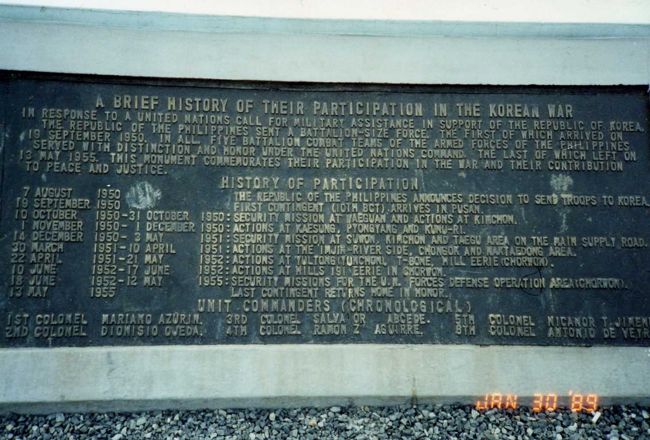 A BRIEF HISTORY OF THEIR PARTICIPATION IN THE KOREAN WAR
IN RESPONSE TO A UNITED NATIONS CALL FOR MILITARY ASSISTANCE IN SUPPORT OF THE REPUBLIC OF KOREA,
THE REPUBLIC OF THE PHILIPPINES SENT A BATTALION-SIZE FORCE. THE FIRST OF WHICH ARRIVED ON
19 SEPTEMBER 1950. IN ALL, FIVE BATTALION COMBAT TEAMS OF THE ARMED FORCES OF THE PHILIPPINES
SERVED WITH DISTINCTION AND HONOR UNDER THE UNITED NATIONS COMMAND. THE LAST OF WHICH LEFT ON
13 MAY 1955. THIS MONUMENT COMMEMORATES THEIR PARTICIPATION IN THE WAR AND THEIR CONTRIBUTION
TO PEACE AND JUSTICE.
HISTORY OF PARTICIPATION
7 AUGUST 1950 THE REPUBLIC OF THE PHILIPPINES ANNOUNCES DECISION TO SEND TROOPS TO KOREA.
19 SEPTEMBER 1950 FIRST CONTINGENT (10TH BCT) ARRIVES IN PUSAN.
10 OCTOBER 1950-31 OCTOBER 1950: SECURITY MISSION AT WAEGUAN AND ACTIONS AT KIMCHON.
1 NOVEMBER 1950- 1 DECEMBER 1950: ACTIONS AT KAESUNG, PYONGYANG AND KUNU-RI.
14 DECEMBER 1950- 5 MAY 1951: SECURITY MISSION AT SUWON, KIMCHON AND TAEGU AREA ON THE MAIN SUPPLY ROAD.
30 MARCH 1951-10 APRIL 1951: ACTIONS AT THE IMJIN-RIVER SIDE, CHONGOK AND
22 APRIL 1951-21 MAY 1952: ACTIONS AT T-BONE, HILL EERIE (CHORWON).
10 JUNE 1952-17 JUNE 1952: ACTIONS AT HILLS 191 EERIE IN CHORWON.
18 JUNE 1952-12 MAY 1955: SECURITY MISSIONS FOR THE U.N. FORCES DEFENSE OPERATION AREA (CHORWON).
13 MAY 1955 LAST CONTINGENT RETURNS HOME IN HONOR.
UNIT COMMANDERS (CHRONOLOGICAL)
1ST COLONEL MARIANO AZURIN, 3RD COLONEL SALVADOR ABCEDE, 5TH COLONEL NICANOR T. JIMEN
2ND COLONEL DIONISIO OJEDA, 4TH COLONEL RAMON Z AGUIRRE, 6TH COLONEL ANTONIO DE VEYR
JAN 30 '89